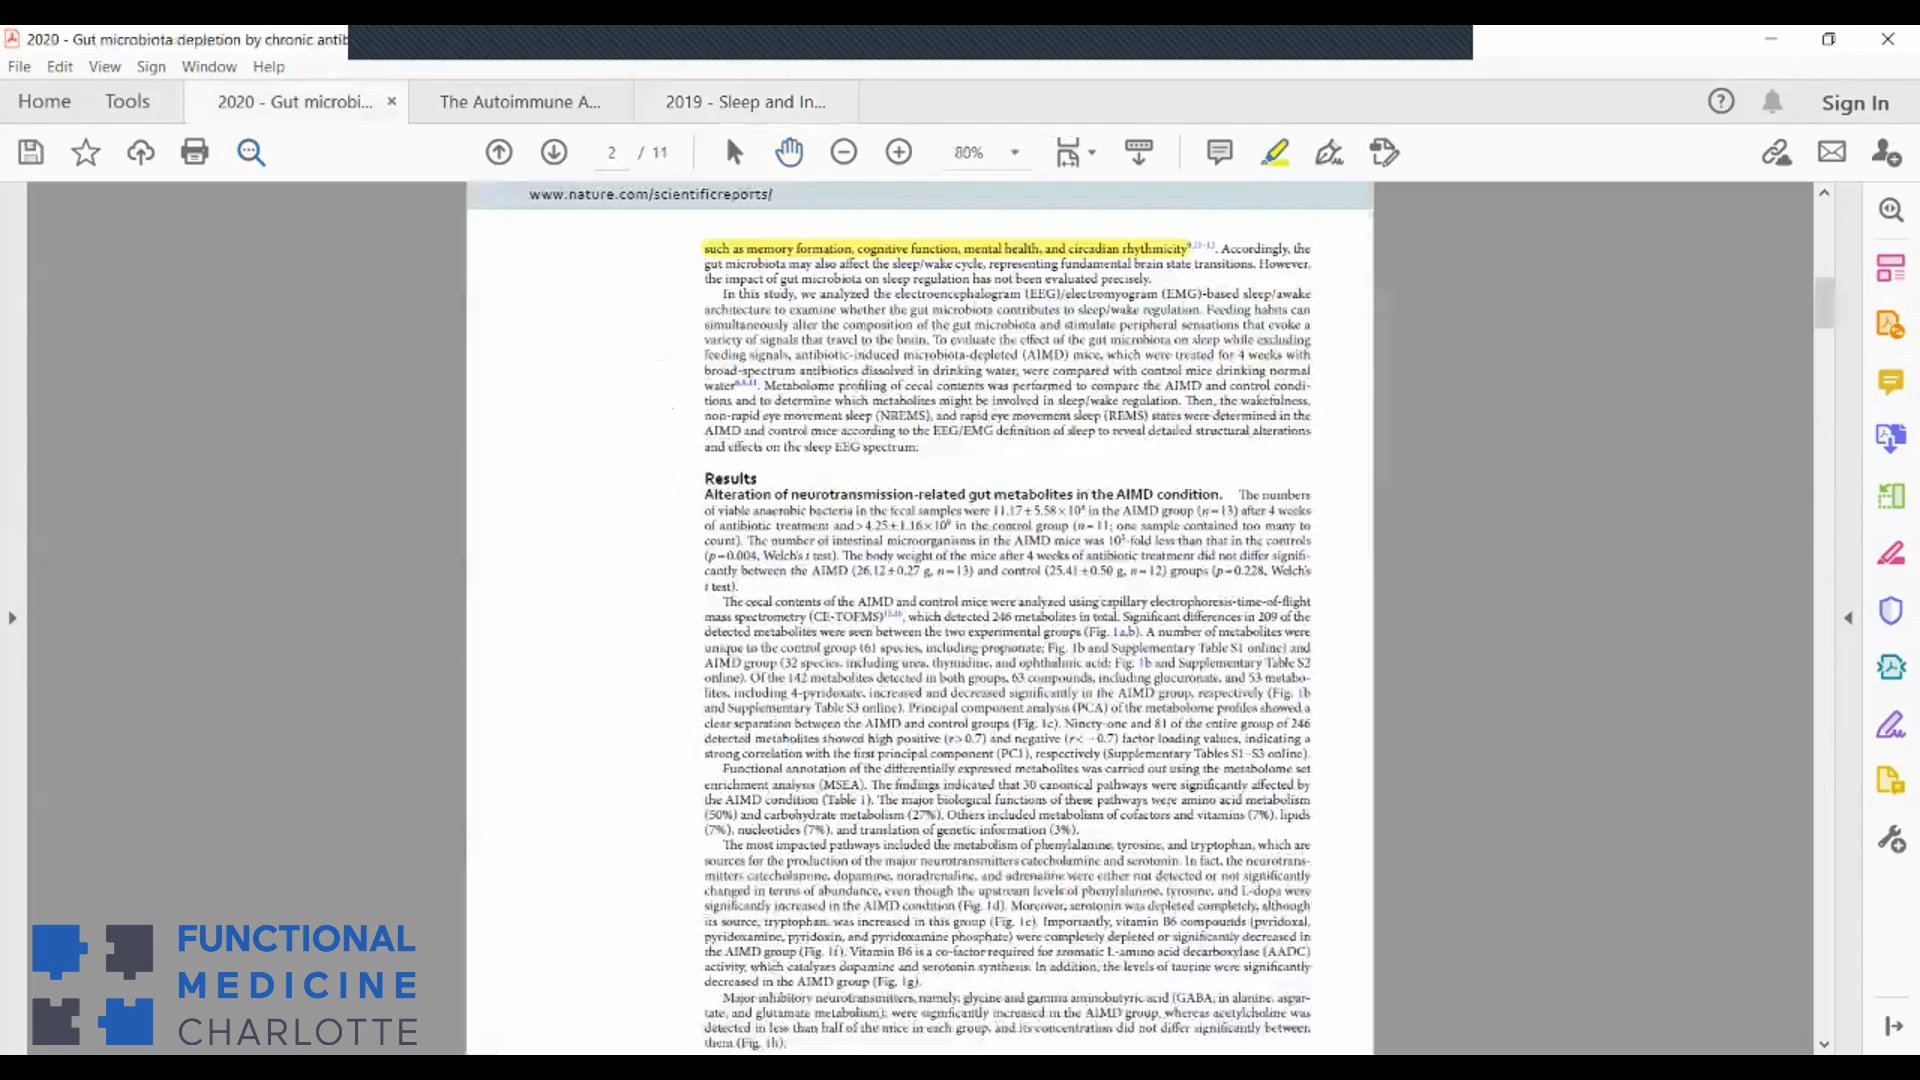 2020 - Gut microbiota depletion by chronic antib
File Edit View Sign Window Help
Home Tools 2020 - Gut microbi... × The Autoimmune A... 2019 - Sleep and In... Sign In
2 / 11 80%
www.nature.com/scientificreports/
such as memory formation, cognitive function, mental health, and circadian rhythmicity. Accordingly, the
gut microbiota may also affect the sleep/wake cycle, representing fundamental brain state transitions. However,
the impact of gut microbiota on sleep regulation has not been evaluated precisely.
In this study, we analyzed the electroencephalogram (EEG)/electromyogram (EMG)-based sleep/awake
architecture to examine whether the gut microbiota contributes to sleep/wake regulation. Feeding habits can
simultaneously alter the composition of the gut microbiota and stimulate peripheral sensations that evoke a
variety of signals that travel to the brain. To evaluate the effect of the gut microbiota on sleep while excluding
feeding signals, antibiotic-induced microbiota-depleted (AIMD) mice, which were treated for 4 weeks with
broad-spectrum antibiotics dissolved in drinking water, were compared with control mice drinking normal
water. Metabolome profiling of cecal contents was performed to compare the AIMD and control condi-
tions and to determine which metabolites might be involved in sleep/wake regulation. Then, the wakefulness,
non-rapid eye movement sleep (NREMS), and rapid eye movement sleep (REMS) states were determined in the
AIMD and control mice according to the EEG/EMG definition of sleep to reveal detailed structural alterations
and effects on the sleep EEG spectrum.
Results
Alteration of neurotransmission-related gut metabolites in the AIMD condition. The numbers
of viable anaerobic bacteria in the fecal samples were 11.17 ± 5.58 × 10 in the AIMD group (n = 13) after 4 weeks
of antibiotic treatment and > 4.25 ± 1.16 × 10⁹ in the control group (n = 11; one sample contained too many to
count). The number of intestinal microorganisms in the AIMD mice was 10⁵-fold less than that in the controls
(p = 0.004, Welch's t test). The body weight of the mice after 4 weeks of antibiotic treatment did not differ signifi-
cantly between the AIMD (26.12 ± 0.27 g, n = 13) and control (25.41 ± 0.50 g, n = 12) groups (p = 0.228, Welch's
t test).
The cecal contents of the AIMD and control mice were analyzed using capillary electrophoresis-time-of-flight
mass spectrometry (CE-TOFMS), which detected 246 metabolites in total. Significant differences in 209 of the
detected metabolites were seen between the two experimental groups (Fig. 1a,b). A number of metabolites were
unique to the control group (61 species, including propionate; Fig. 1b and Supplementary Table S1 online) and
AIMD group (32 species, including urea, thymidine, and ophthalmic acid; Fig. 1b and Supplementary Table S2
online). Of the 142 metabolites detected in both groups, 63 compounds, including glucuronate, and 53 metabo-
lites, including 4-pyridoxate, increased and decreased significantly in the AIMD group, respectively (Fig. 1b
and Supplementary Table S3 online). Principal component analysis (PCA) of the metabolome profiles showed a
clear separation between the AIMD and control groups (Fig. 1c). Ninety-one and 81 of the entire group of 246
detected metabolites showed high positive (r > 0.7) and negative (r < − 0.7) factor loading values, indicating a
strong correlation with the first principal component (PC1), respectively (Supplementary Tables S1–S3 online).
Functional annotation of the differentially expressed metabolites was carried out using the metabolome set
enrichment analysis (MSEA). The findings indicated that 30 canonical pathways were significantly affected by
the AIMD condition (Table 1). The major biological functions of these pathways were amino acid metabolism
(50%) and carbohydrate metabolism (27%). Others included metabolism of cofactors and vitamins (7%), lipids
(7%), nucleotides (7%), and translation of genetic information (3%).
The most impacted pathways included the metabolism of phenylalanine, tyrosine, and tryptophan, which are
sources for the production of the major neurotransmitters catecholamine and serotonin. In fact, the neurotrans-
mitters catecholamine, dopamine, noradrenaline, and adrenaline were either not detected or not significantly
changed in terms of abundance, even though the upstream levels of phenylalanine, tyrosine, and L-dopa were
significantly increased in the AIMD condition (Fig. 1d). Moreover, serotonin was depleted completely, although
its source, tryptophan, was increased in this group (Fig. 1e). Importantly, vitamin B6 compounds (pyridoxal,
pyridoxamine, pyridoxin, and pyridoxamine phosphate) were completely depleted or significantly decreased in
the AIMD group (Fig. 1f). Vitamin B6 is a co-factor required for aromatic L-amino acid decarboxylase (AADC)
activity, which catalyzes dopamine and serotonin synthesis. In addition, the levels of taurine were significantly
decreased in the AIMD group (Fig. 1g).
Major inhibitory neurotransmitters, namely, glycine and gamma aminobutyric acid (GABA, in alanine, aspar-
tate, and glutamate metabolism), were significantly increased in the AIMD group, whereas acetylcholine was
detected in less than half of the mice in each group, and its concentration did not differ significantly between
them (Fig. 1h).
FUNCTIONAL
MEDICINE
CHARLOTTE